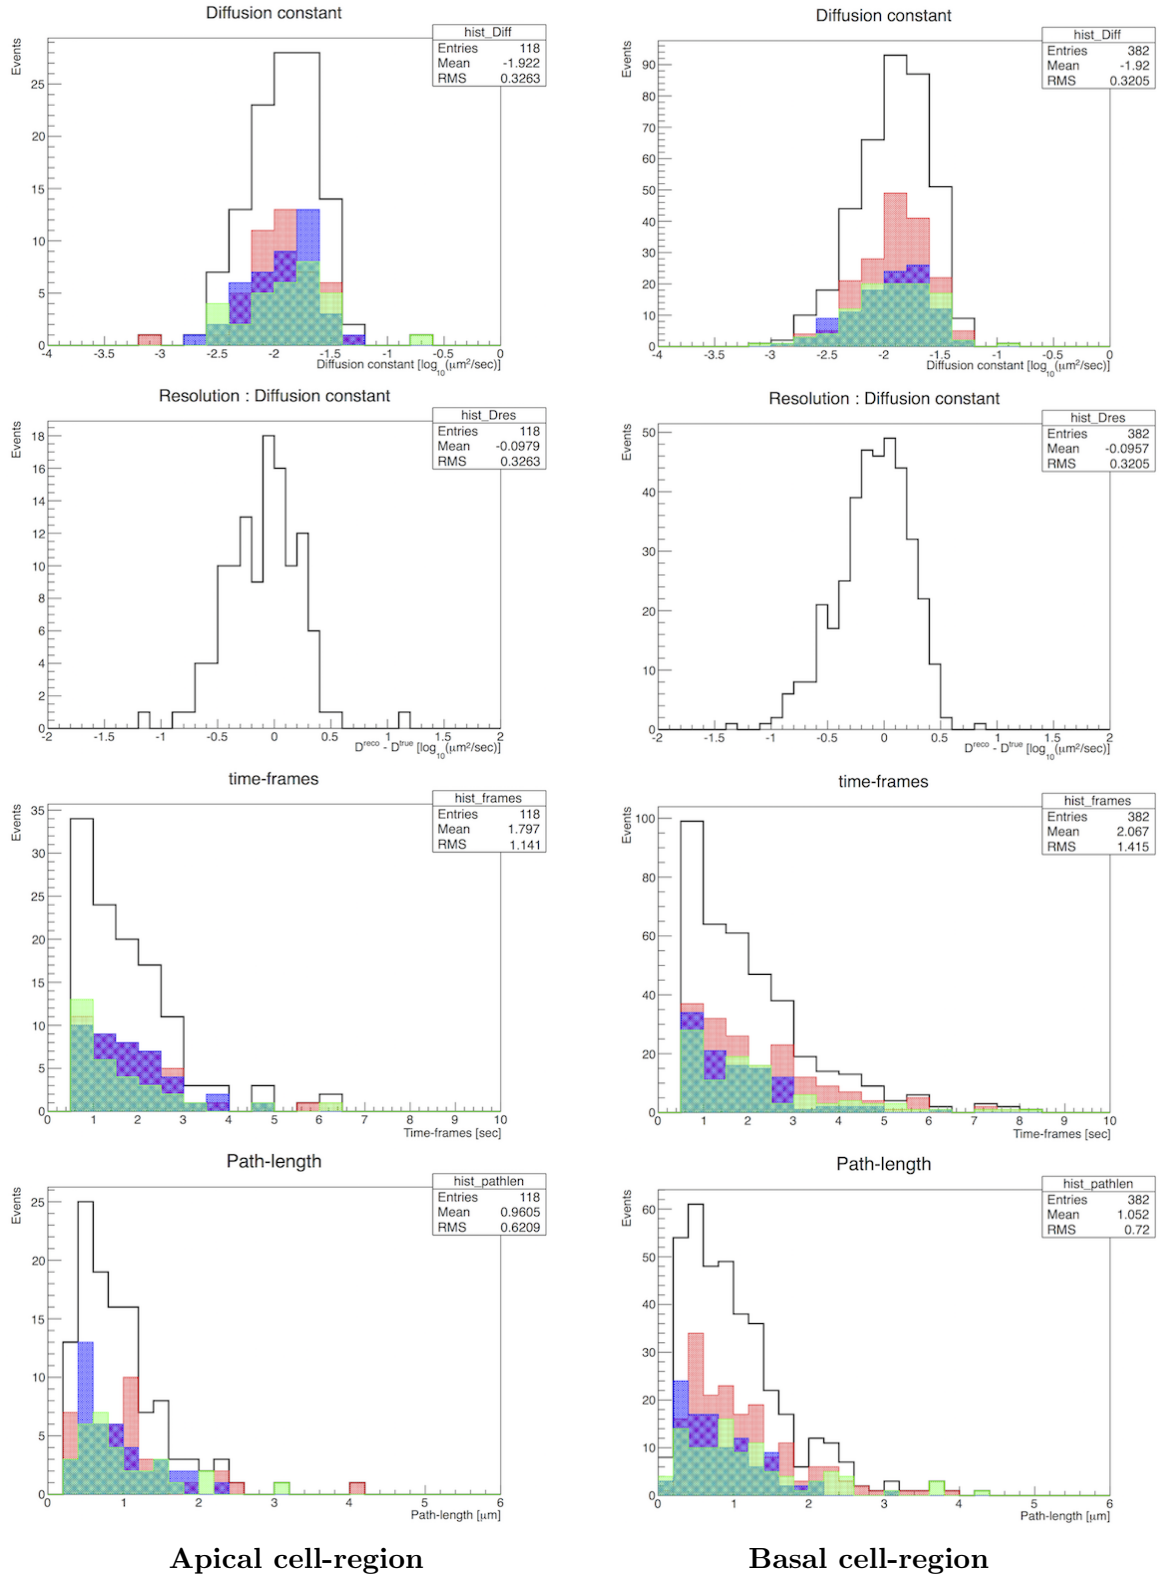 Diffusion constant
hist_Diff
Entries 118
Mean -1.922
RMS 0.3263
Events
25
20
15
10
5
0
-4 -3.5 -3 -2.5 -2 -1.5 -1 -0.5 0
Diffusion constant [log10(μm²/sec)]
Diffusion constant
hist_Diff
Entries 382
Mean -1.92
RMS 0.3205
Events
90
80
70
60
50
40
30
20
10
0
-4 -3.5 -3 -2.5 -2 -1.5 -1 -0.5 0
Diffusion constant [log10(μm²/sec)]
Resolution : Diffusion constant
hist_Dres
Entries 118
Mean -0.0979
RMS 0.3263
Events
18
16
14
12
10
8
6
4
2
0
-2 -1.5 -1 -0.5 0 0.5 1 1.5 2
Dreco - Dtrue [log10(μm²/sec)]
Resolution : Diffusion constant
hist_Dres
Entries 382
Mean -0.0957
RMS 0.3205
Events
50
40
30
20
10
0
-2 -1.5 -1 -0.5 0 0.5 1 1.5 2
Dreco - Dtrue [log10(μm²/sec)]
time-frames
hist_frames
Entries 118
Mean 1.797
RMS 1.141
Events
35
30
25
20
15
10
5
0
0 1 2 3 4 5 6 7 8 9 10
Time-frames [sec]
time-frames
hist_frames
Entries 382
Mean 2.067
RMS 1.415
Events
100
80
60
40
20
0
0 1 2 3 4 5 6 7 8 9 10
Time-frames [sec]
Path-length
hist_pathlen
Entries 118
Mean 0.9605
RMS 0.6209
Events
25
20
15
10
5
0
0 1 2 3 4 5 6
Path-length [μm]
Path-length
hist_pathlen
Entries 382
Mean 1.052
RMS 0.72
Events
60
50
40
30
20
10
0
0 1 2 3 4 5 6
Path-length [μm]
Apical cell-region
Basal cell-region